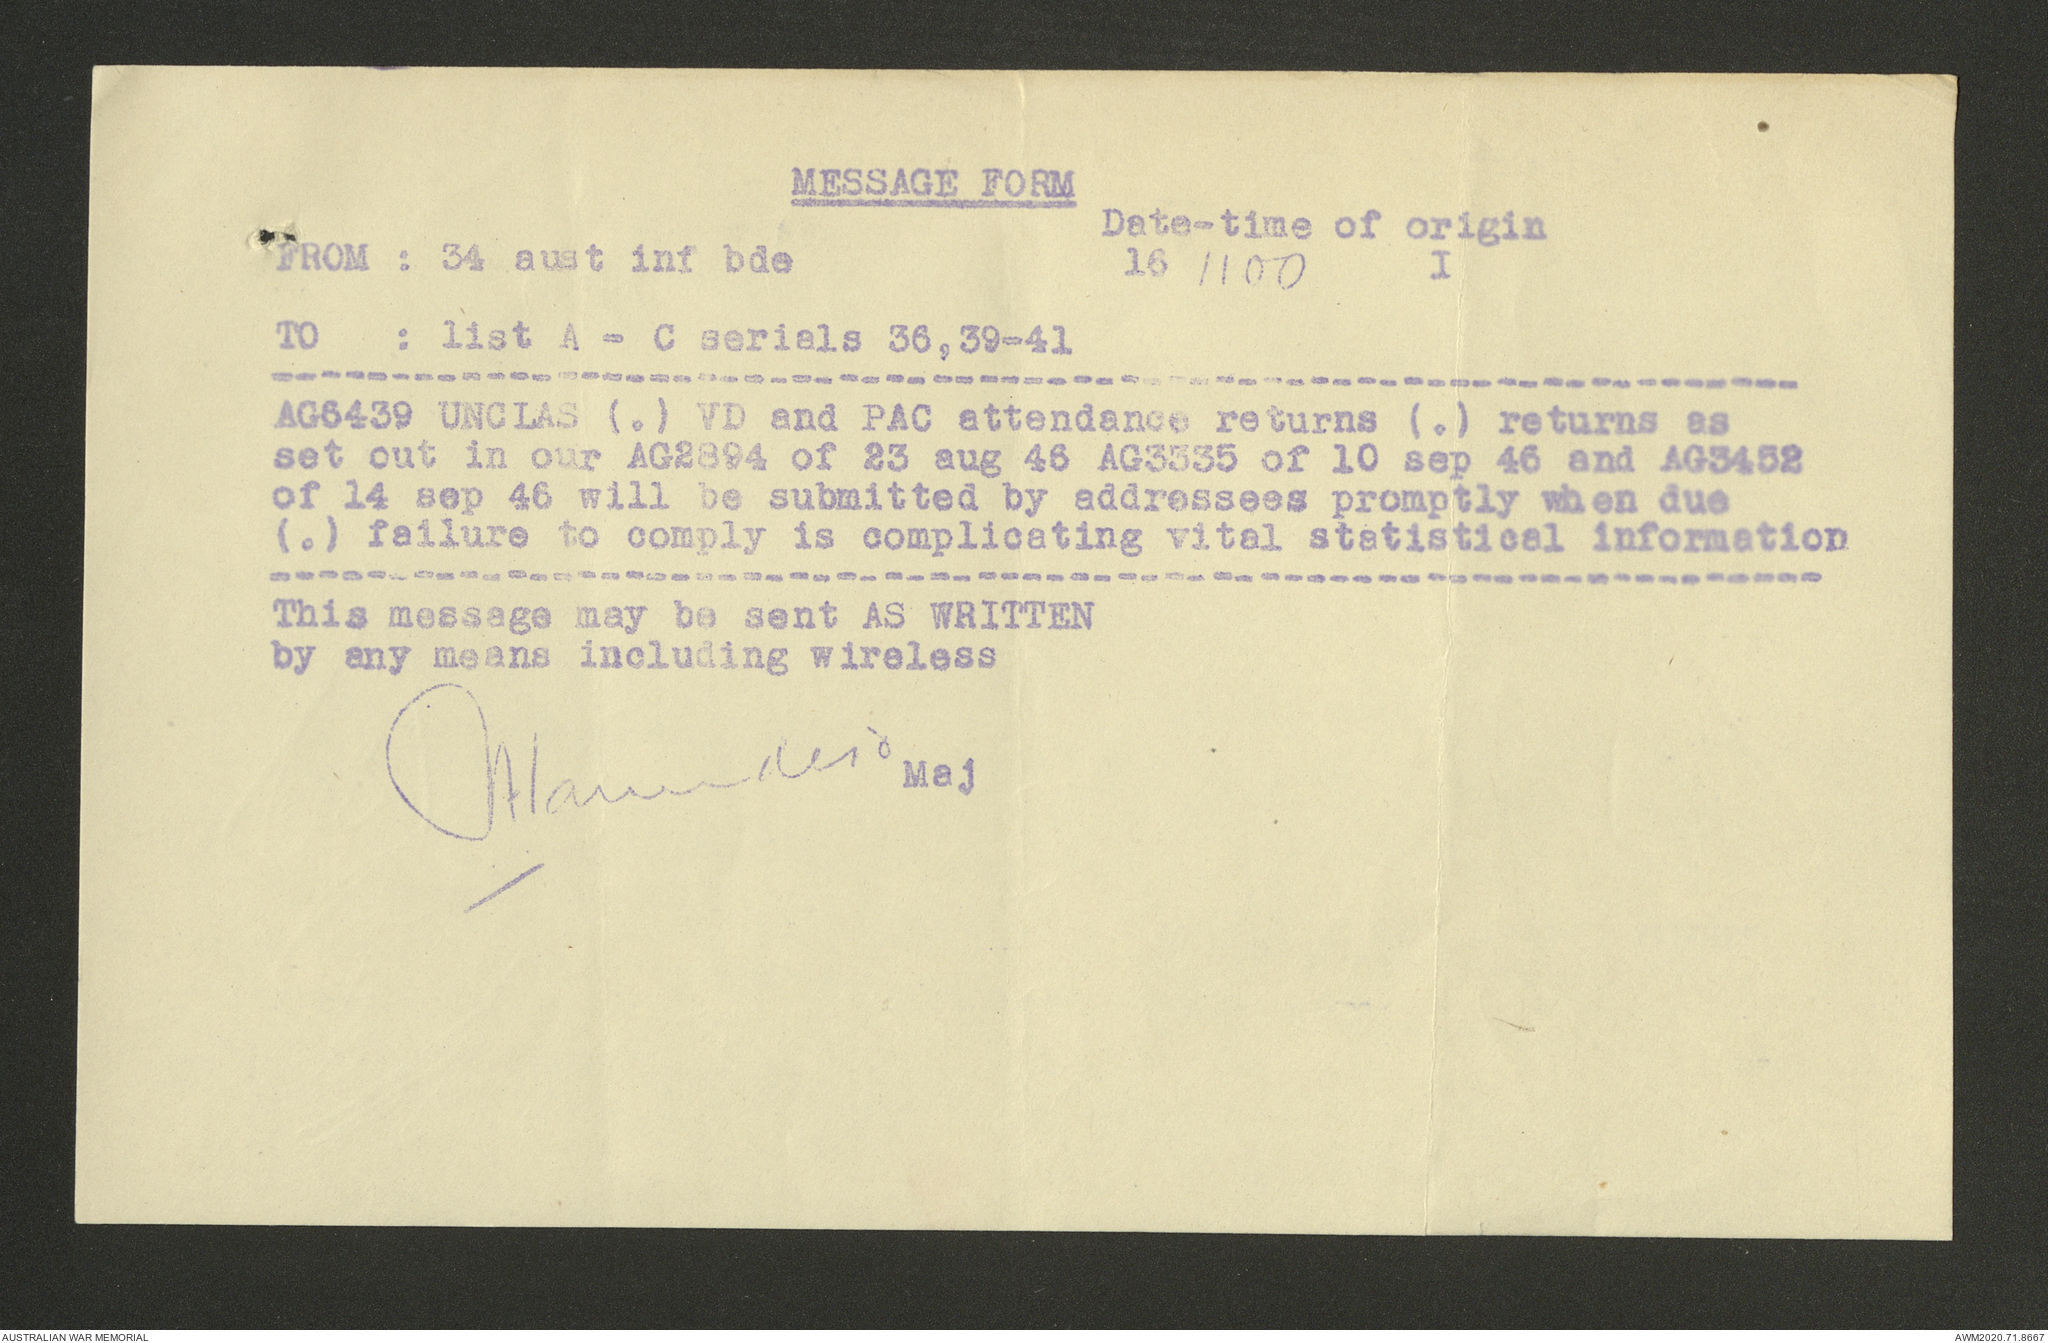 MESSAGE FORM
Date-time of origin
FROM : 34 aust inf bde 16 1100 I
TO : list A - C serials 36,39-41
AG6439 UNCLAS (.) VD and PAC attendance returns (.) returns as
set out in our AG2894 of 23 aug 46 AG3335 of 10 sep 46 and AG3452
of 14 sep 46 will be submitted by addressees promptly when due
(.) failure to comply is complicating vital statistical information
This message may be sent AS WRITTEN
by any means including wireless
Maj
AUSTRALIAN WAR MEMORIAL
AWM2020.71.8667